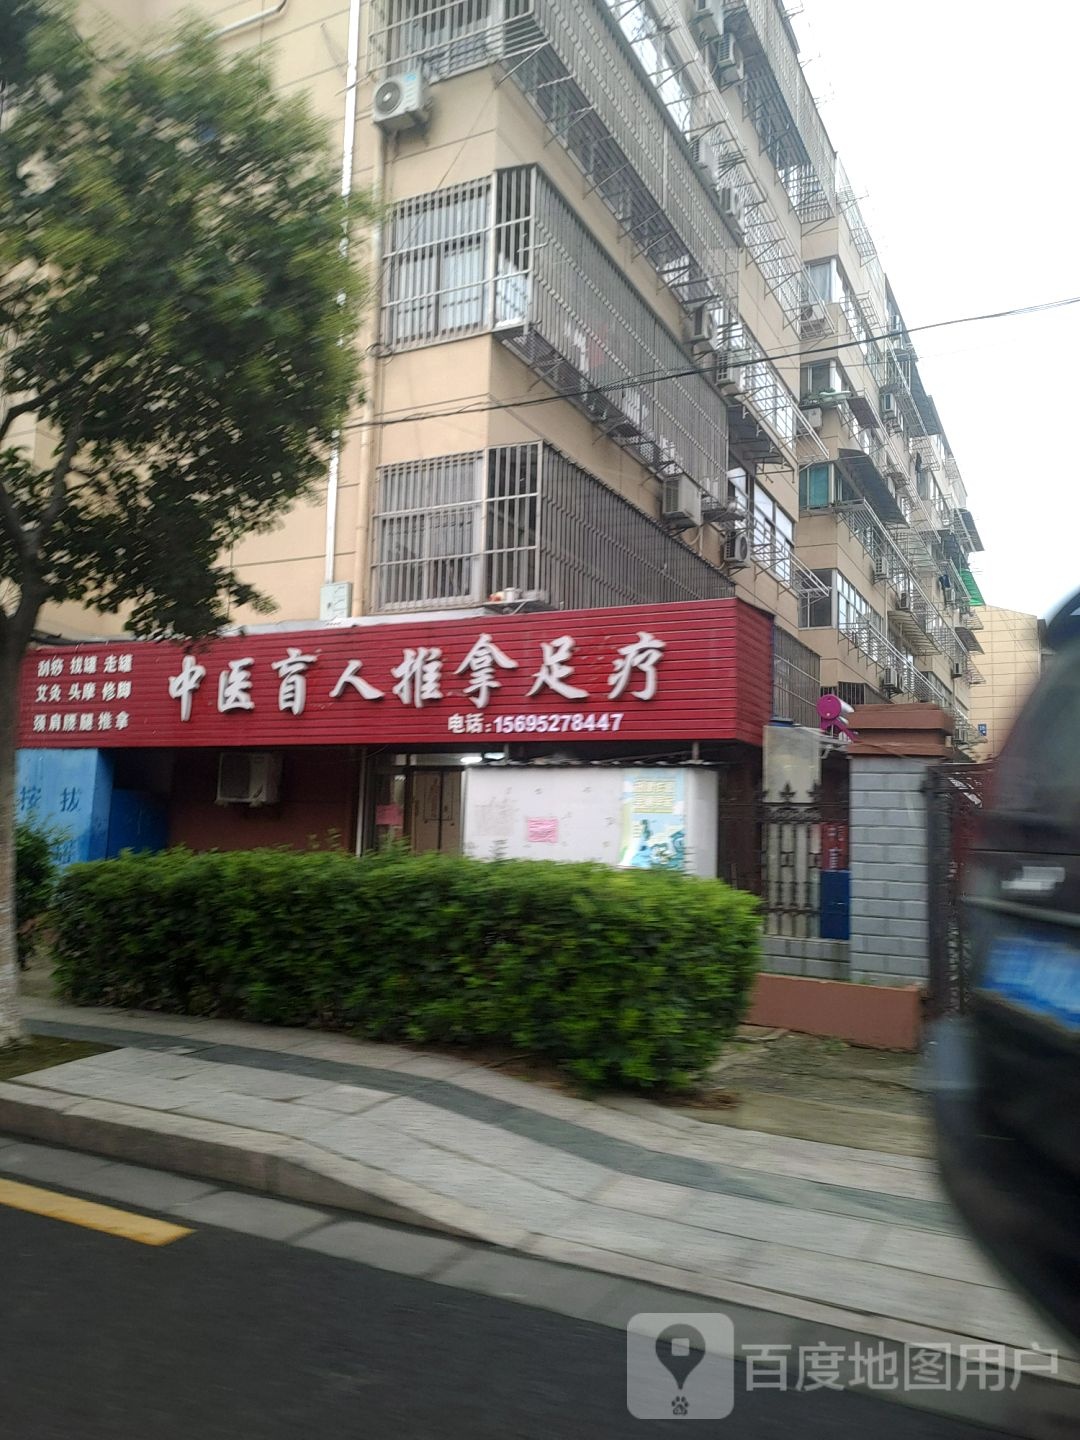 刮痧 拔罐 走罐
艾灸 头摩 修脚
颈肩腰腿推拿
中医盲人推拿足疗
电话:15695278447
按 拔
百度地图用户